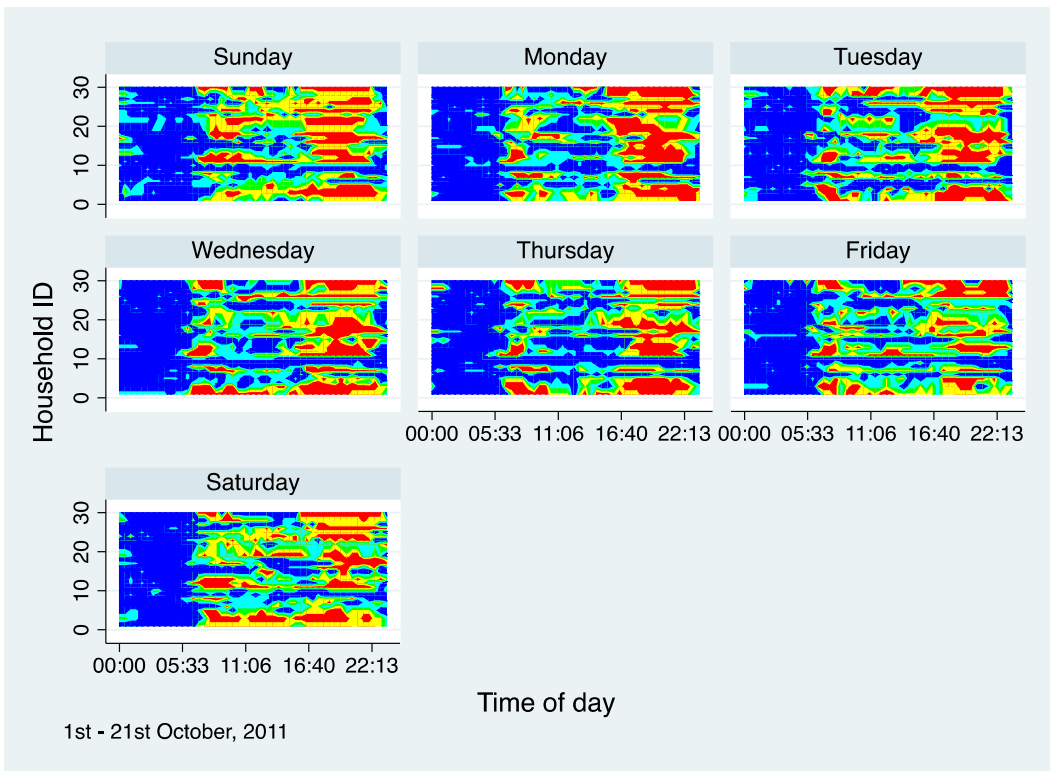 Sunday Monday Tuesday
30
20
10
0
Wednesday Thursday Friday
30
20
10
0
00:00 05:33 11:06 16:40 22:13 00:00 05:33 11:06 16:40 22:13
Saturday
30
20
10
0
00:00 05:33 11:06 16:40 22:13
Household ID
Time of day
1st - 21st October, 2011